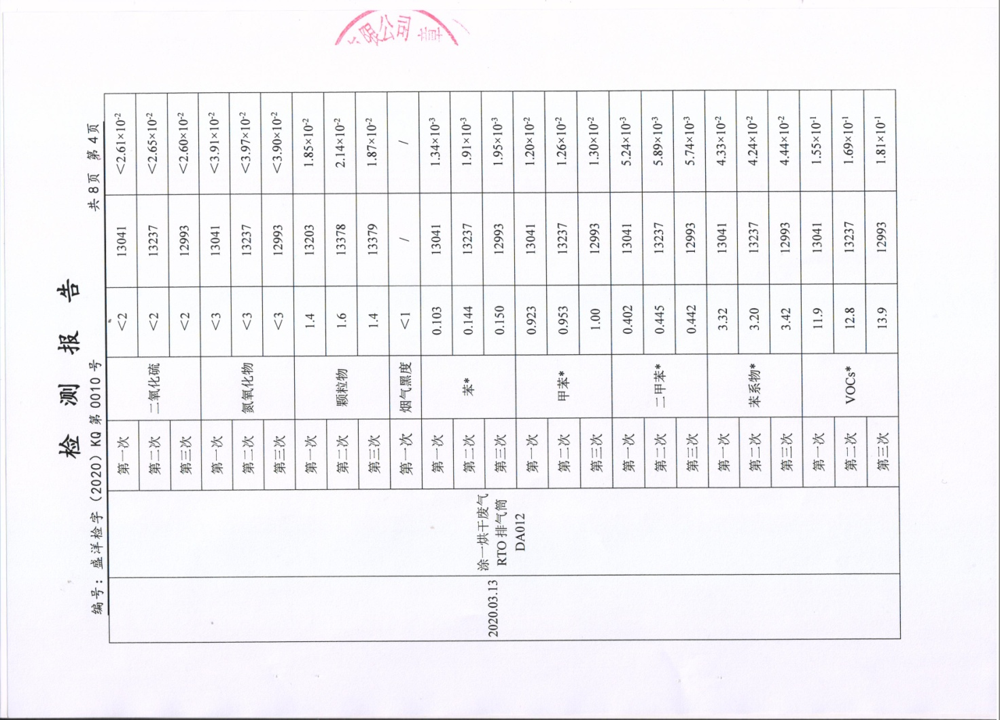 检 测 报 告
编号: 盛洋检字（2020）KQ 第 0010 号 共 8 页 第 4 页
第一次 二氧化硫 <2 13041 <2.61×10⁻²
第二次 <2 13237 <2.65×10⁻²
第三次 <2 12993 <2.60×10⁻²
第一次 氮氧化物 <3 13041 <3.91×10⁻²
第二次 <3 13237 <3.97×10⁻²
第三次 <3 12993 <3.90×10⁻²
第一次 颗粒物 1.4 13203 1.85×10⁻²
第二次 1.6 13378 2.14×10⁻²
第三次 1.4 13379 1.87×10⁻²
第一次 烟气黑度 <1 / /
第一次 苯* 0.103 13041 1.34×10⁻³
第二次 0.144 13237 1.91×10⁻³
第三次 0.150 12993 1.95×10⁻³
2020.03.13
涂一烘干废气
RTO 排气筒
DA012
第一次 甲苯* 0.923 13041 1.20×10⁻²
第二次 0.953 13237 1.26×10⁻²
第三次 1.00 12993 1.30×10⁻²
第一次 二甲苯* 0.402 13041 5.24×10⁻³
第二次 0.445 13237 5.89×10⁻³
第三次 0.442 12993 5.74×10⁻³
第一次 苯系物* 3.32 13041 4.33×10⁻²
第二次 3.20 13237 4.24×10⁻²
第三次 3.42 12993 4.44×10⁻²
第一次 VOCs* 11.9 13041 1.55×10⁻¹
第二次 12.8 13237 1.69×10⁻¹
第三次 13.9 12993 1.81×10⁻¹
限公司
章